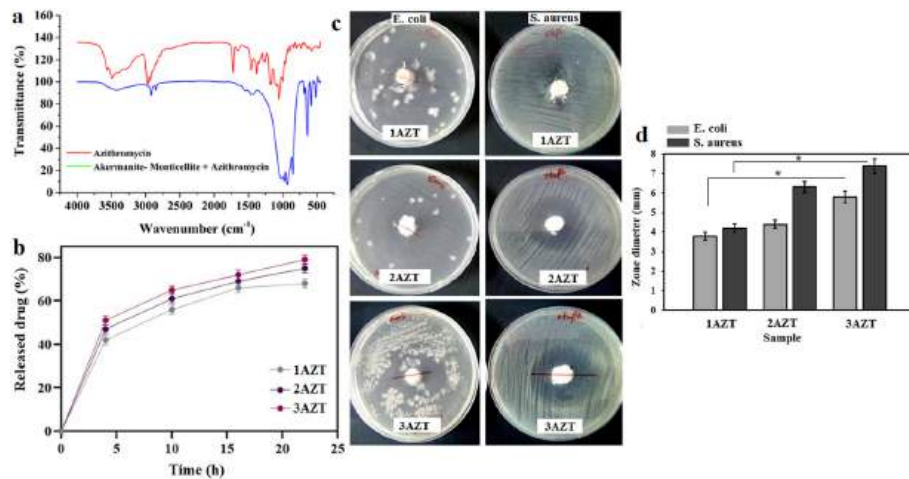 a
Transmittance (%)
160
140
120
100
80
60
40
20
0
Azithromycin
Akermanite- Monticellite + Azithromycin
4000 3500 3000 2500 2000 1500 1000 500
Wavenumber (cm-1)
b
Released drug (%)
80
60
40
20
0
1AZT
2AZT
3AZT
0 5 10 15 20 25
Time (h)
c
E. coli S. aureus
1AZT 1AZT
2AZT 2AZT
3AZT 3AZT
d
E. coli
S. aureus
Zone dimeter (mm)
8
7
6
5
4
3
2
1
0
*
*
1AZT 2AZT 3AZT
Sample